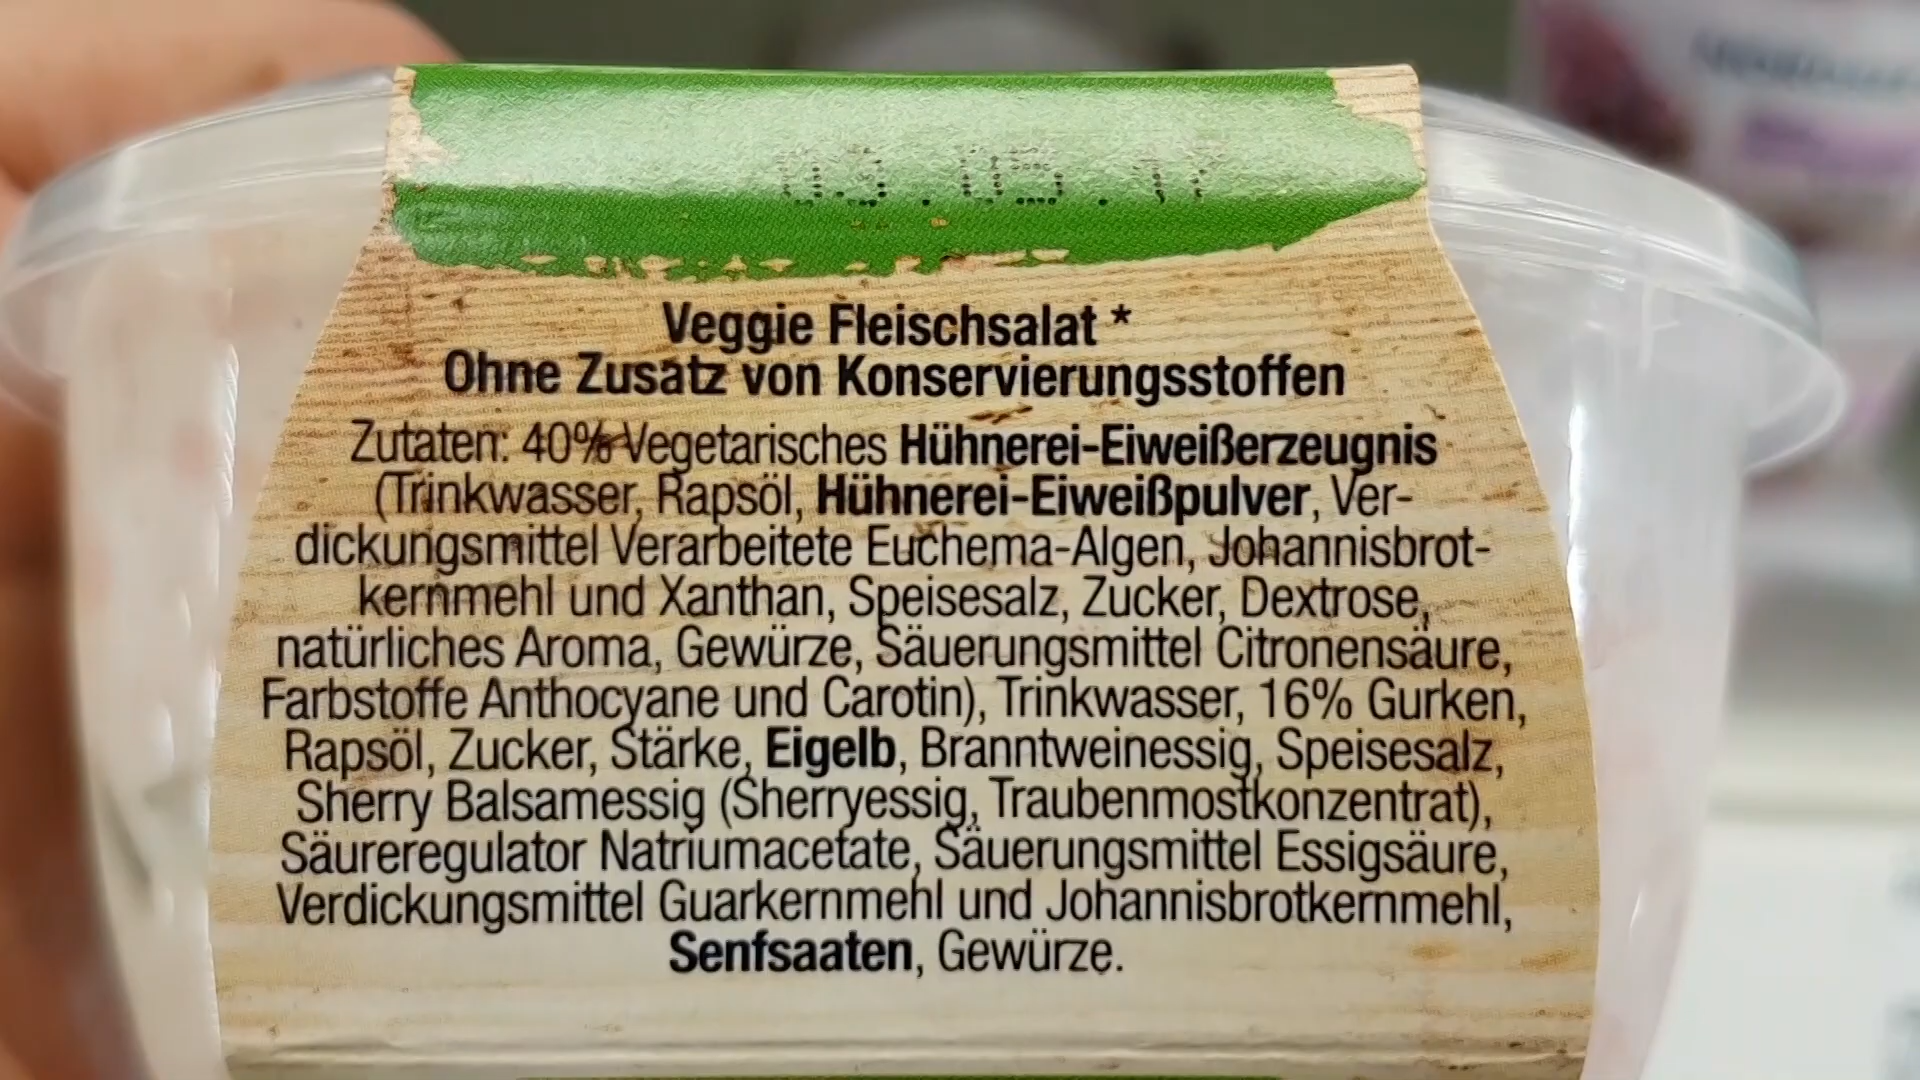 03.05.17
Veggie Fleischsalat *
Ohne Zusatz von Konservierungsstoffen
Zutaten: 40% Vegetarisches Hühnerei-Eiweißerzeugnis
(Trinkwasser, Rapsöl, Hühnerei-Eiweißpulver, Ver-
dickungsmittel Verarbeitete Euchema-Algen, Johannisbrot-
kernmehl und Xanthan, Speisesalz, Zucker, Dextrose,
natürliches Aroma, Gewürze, Säuerungsmittel Citronensäure,
Farbstoffe Anthocyane und Carotin), Trinkwasser, 16% Gurken,
Rapsöl, Zucker, Stärke, Eigelb, Branntweinessig, Speisesalz,
Sherry Balsamessig (Sherryessig, Traubenmostkonzentrat),
Säureregulator Natriumacetate, Säuerungsmittel Essigsäure,
Verdickungsmittel Guarkernmehl und Johannisbrotkernmehl,
Senfsaaten, Gewürze.